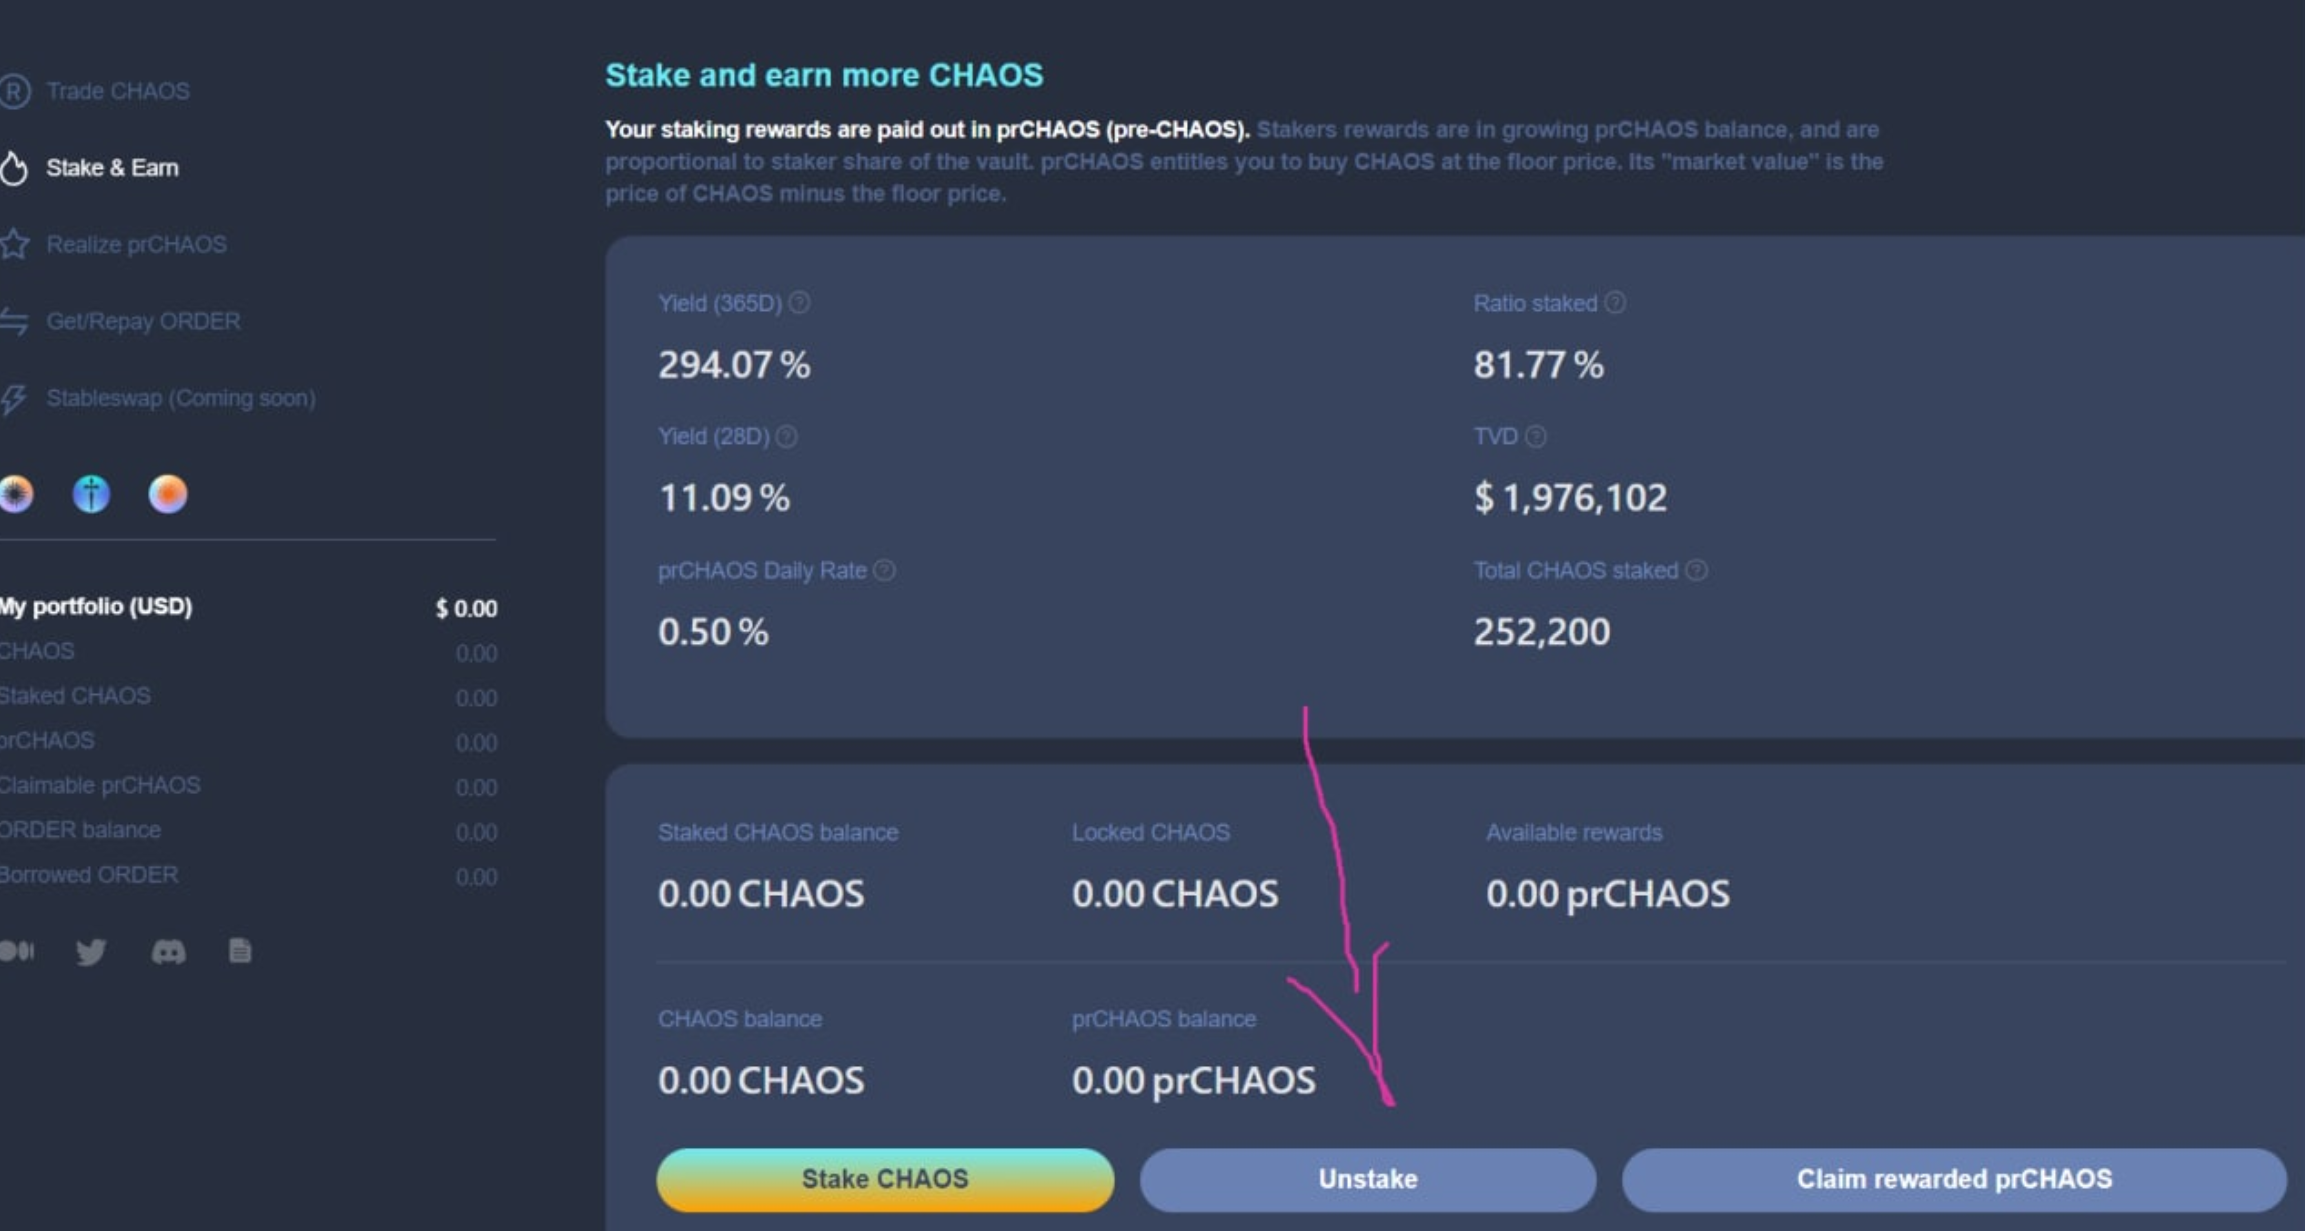 Trade CHAOS
Stake & Earn
Realize prCHAOS
Get/Repay ORDER
Stableswap (Coming soon)
My portfolio (USD) $ 0.00
CHAOS 0.00
Staked CHAOS 0.00
prCHAOS 0.00
Claimable prCHAOS 0.00
ORDER balance 0.00
Borrowed ORDER 0.00
Stake and earn more CHAOS
Your staking rewards are paid out in prCHAOS (pre-CHAOS). Stakers rewards are in growing prCHAOS balance, and are
proportional to staker share of the vault. prCHAOS entitles you to buy CHAOS at the floor price. Its "market value" is the
price of CHAOS minus the floor price.
Yield (365D) Ratio staked
294.07 % 81.77 %
Yield (28D) TVD
11.09 % $ 1,976,102
prCHAOS Daily Rate Total CHAOS staked
0.50 % 252,200
Staked CHAOS balance Locked CHAOS Available rewards
0.00 CHAOS 0.00 CHAOS 0.00 prCHAOS
CHAOS balance prCHAOS balance
0.00 CHAOS 0.00 prCHAOS
Stake CHAOS Unstake Claim rewarded prCHAOS